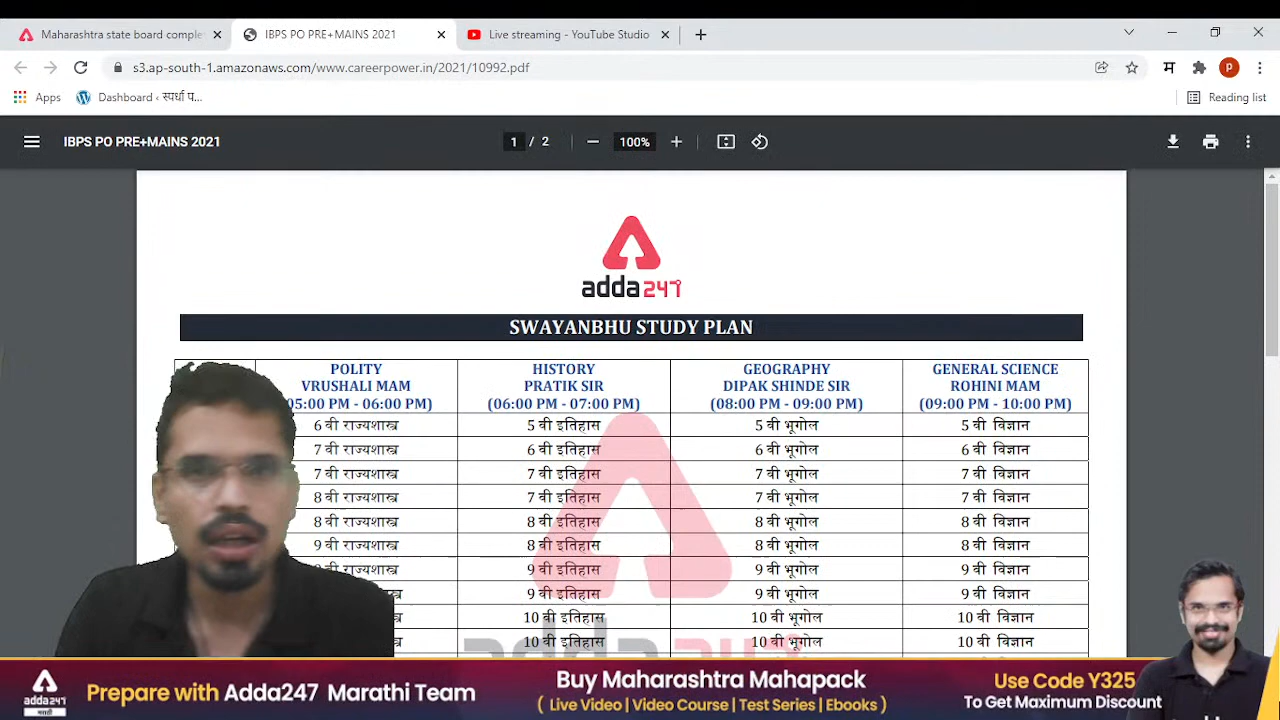 Maharashtra state board comple
IBPS PO PRE+MAINS 2021
Live streaming - YouTube Studio
s3.ap-south-1.amazonaws.com/www.careerpower.in/2021/10992.pdf
म
p
Apps
Dashboard ‹ स्पर्धा प...
Reading list
IBPS PO PRE+MAINS 2021
1 / 2
100%
adda247
SWAYANBHU STUDY PLAN
POLITY HISTORY GEOGRAPHY GENERAL SCIENCE
VRUSHALI MAM PRATIK SIR DIPAK SHINDE SIR ROHINI MAM
05:00 PM - 06:00 PM) (06:00 PM - 07:00 PM) (08:00 PM - 09:00 PM) (09:00 PM - 10:00 PM)
6 वी राज्यशास्त्र 5 वी इतिहास 5 वी भूगोल 5 वी विज्ञान
7 वी राज्यशास्त्र 6 वी इतिहास 6 वी भूगोल 6 वी विज्ञान
7 वी राज्यशास्त्र 7 वी इतिहास 7 वी भूगोल 7 वी विज्ञान
8 वी राज्यशास्त्र 7 वी इतिहास 7 वी भूगोल 7 वी विज्ञान
8 वी राज्यशास्त्र 8 वी इतिहास 8 वी भूगोल 8 वी विज्ञान
9 वी राज्यशास्त्र 8 वी इतिहास 8 वी भूगोल 8 वी विज्ञान
वी राज्यशास्त्र 9 वी इतिहास 9 वी भूगोल 9 वी विज्ञान
9 वी इतिहास 9 वी भूगोल 9 वी विज्ञान
10 वी इतिहास 10 वी भूगोल 10 वी विज्ञान
10 वी इतिहास 10 वी भूगोल 10 वी विज्ञान
adda247
मराठी
Prepare with Adda247 Marathi Team
Buy Maharashtra Mahapack
( Live Video | Video Course | Test Series | Ebooks )
Use Code Y325
To Get Maximum Discount